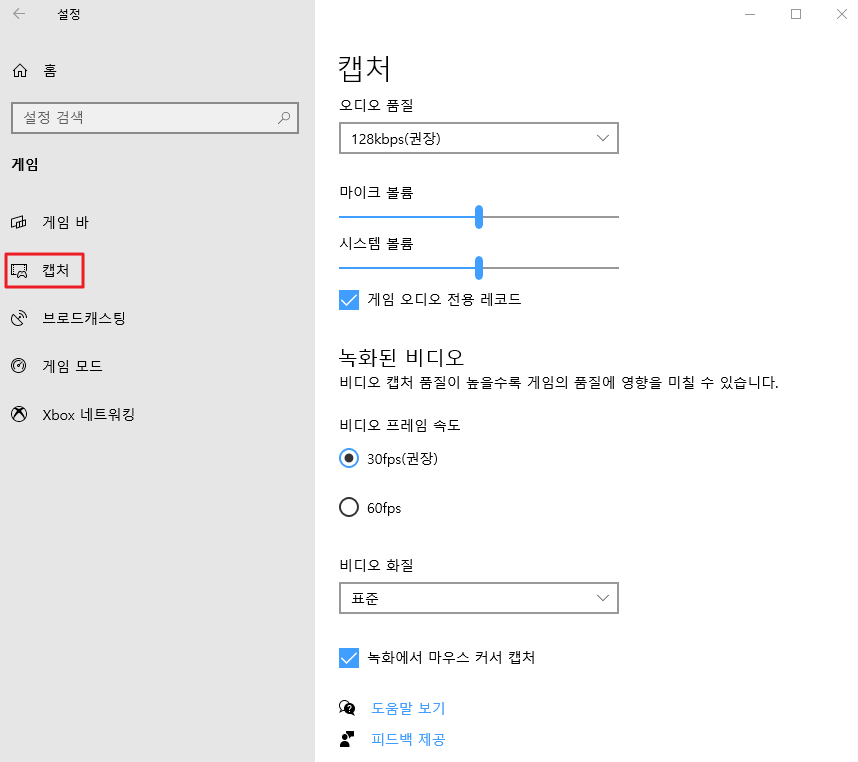 설정
홈
설정 검색
게임
게임 바
캡처
브로드캐스팅
게임 모드
Xbox 네트워킹
캡처
오디오 품질
128kbps(권장)
마이크 볼륨
시스템 볼륨
게임 오디오 전용 레코드
녹화된 비디오
비디오 캡처 품질이 높을수록 게임의 품질에 영향을 미칠 수 있습니다.
비디오 프레임 속도
30fps(권장)
60fps
비디오 화질
표준
녹화에서 마우스 커서 캡처
도움말 보기
피드백 제공